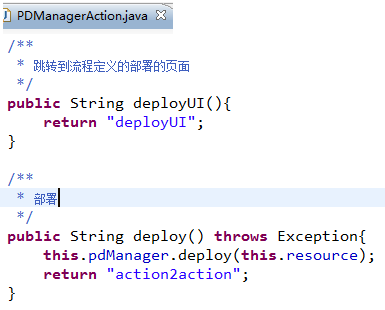 PDManagerAction.java
/**
 * 跳转到流程定义的部署的页面
 */
public String deployUI(){
    return "deployUI";
}
/**
 * 部署
 */
public String deploy() throws Exception{
    this.pdManager.deploy(this.resource);
    return "action2action";
}